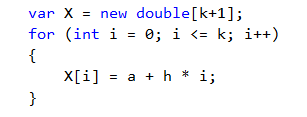 var X = new double[k+1];
for (int i = 0; i <= k; i++)
{
    X[i] = a + h * i;
}